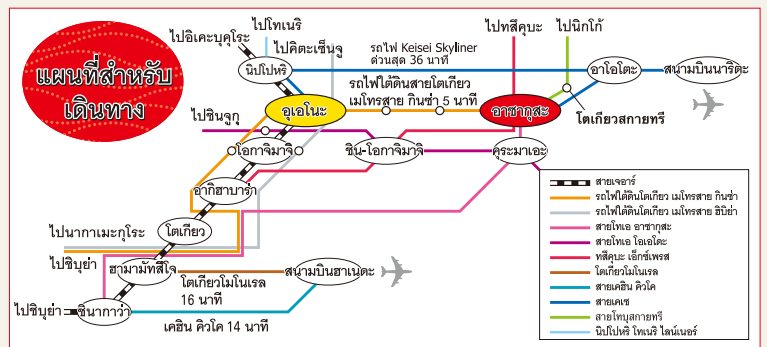 แผนที่สำหรับ
เดินทาง
ไปอิเคะบุคุโระ
ไปโทเนริ
ไปคิตะเซ็นจู
รถไฟ Keisei Skyliner
ด่วนสุด 36 นาที
ไปทสึคุบะ
ไปนิกโก้
นิปโปหริ
อาโอโตะ
สนามบินนาริตะ
รถไฟใต้ดินสายโตเกียว
เมโทรสาย กินซ่า 5 นาที
อุเอโนะ
อาซากุสะ
โตเกียวสกายทรี
ไปชินจูกุ
โอกาจิมาจิ
ชิน-โอกาจิมาจิ
คุระมาเอะ
อากิฮาบาร่า
โตเกียว
ไปนากาเมะกุโระ
ไปชิบุย่า
ฮามามัทสึโจ
โตเกียวโมโนเรล
16 นาที
สนามบินฮาเนดะ
ไปชิบุย่า
ชินากาว่า
เคฮิน คิวโค 14 นาที
สายเจอาร์
รถไฟใต้ดินโตเกียว เมโทรสาย กินซ่า
รถไฟใต้ดินโตเกียว เมโทรสาย ฮิบิย่า
สายโทเอ อาซากุสะ
สายโทเอ โอเอโดะ
ทสึคุบะ เอ็กซ์เพรส
โตเกียวโมโนเรล
สายเคฮิน คิวโค
สายเคเซ
สายโทบุสกายทรี
นิปโปหริ โทเนริ ไลน์เนอร์